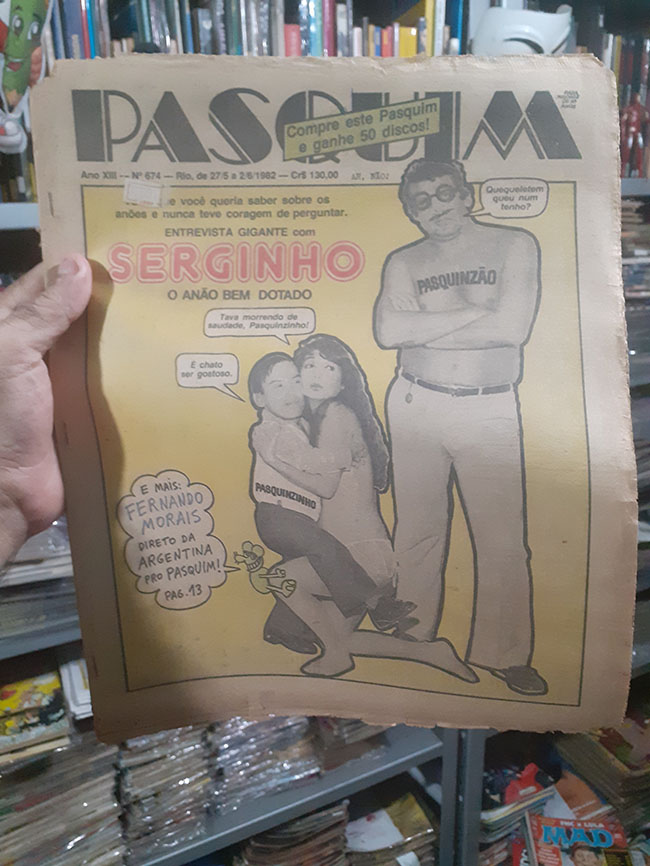 PASQUIM
Compre este Pasquim
e ganhe 50 discos!
Ano XIII — Nº 674 — Rio, de 27/5 a 2/6/1982 — Cr$ 130,00
AH, NÃO!
e você queria saber sobre os
anões e nunca teve coragem de perguntar.
ENTREVISTA GIGANTE com
SERGINHO
O ANÃO BEM DOTADO
Quequeletem
queu num
tenho?
PASQUINZÃO
Tava morrendo de
saudade, Pasquinzinho!
É chato
ser gostoso.
PASQUINZINHO
E MAIS:
FERNANDO
MORAIS
DIRETO DA
ARGENTINA
PRO PASQUIM!
PAG. 13
MAD